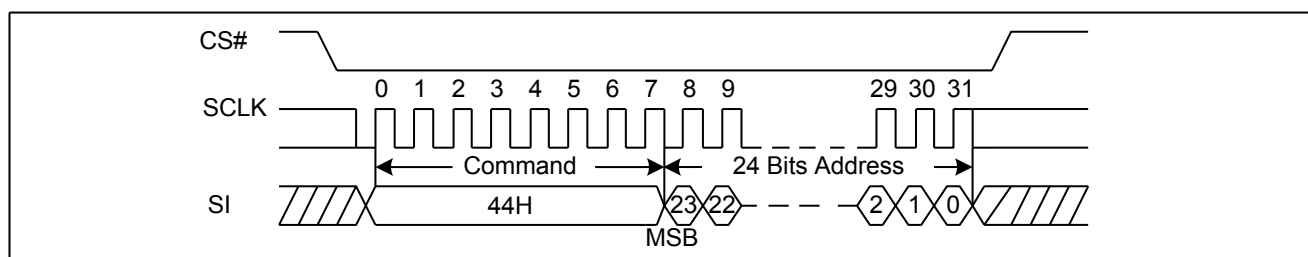 CS#
0 1 2 3 4 5 6 7 8 9 29 30 31
SCLK
Command 24 Bits Address
SI 44H 23 22 2 1 0
MSB